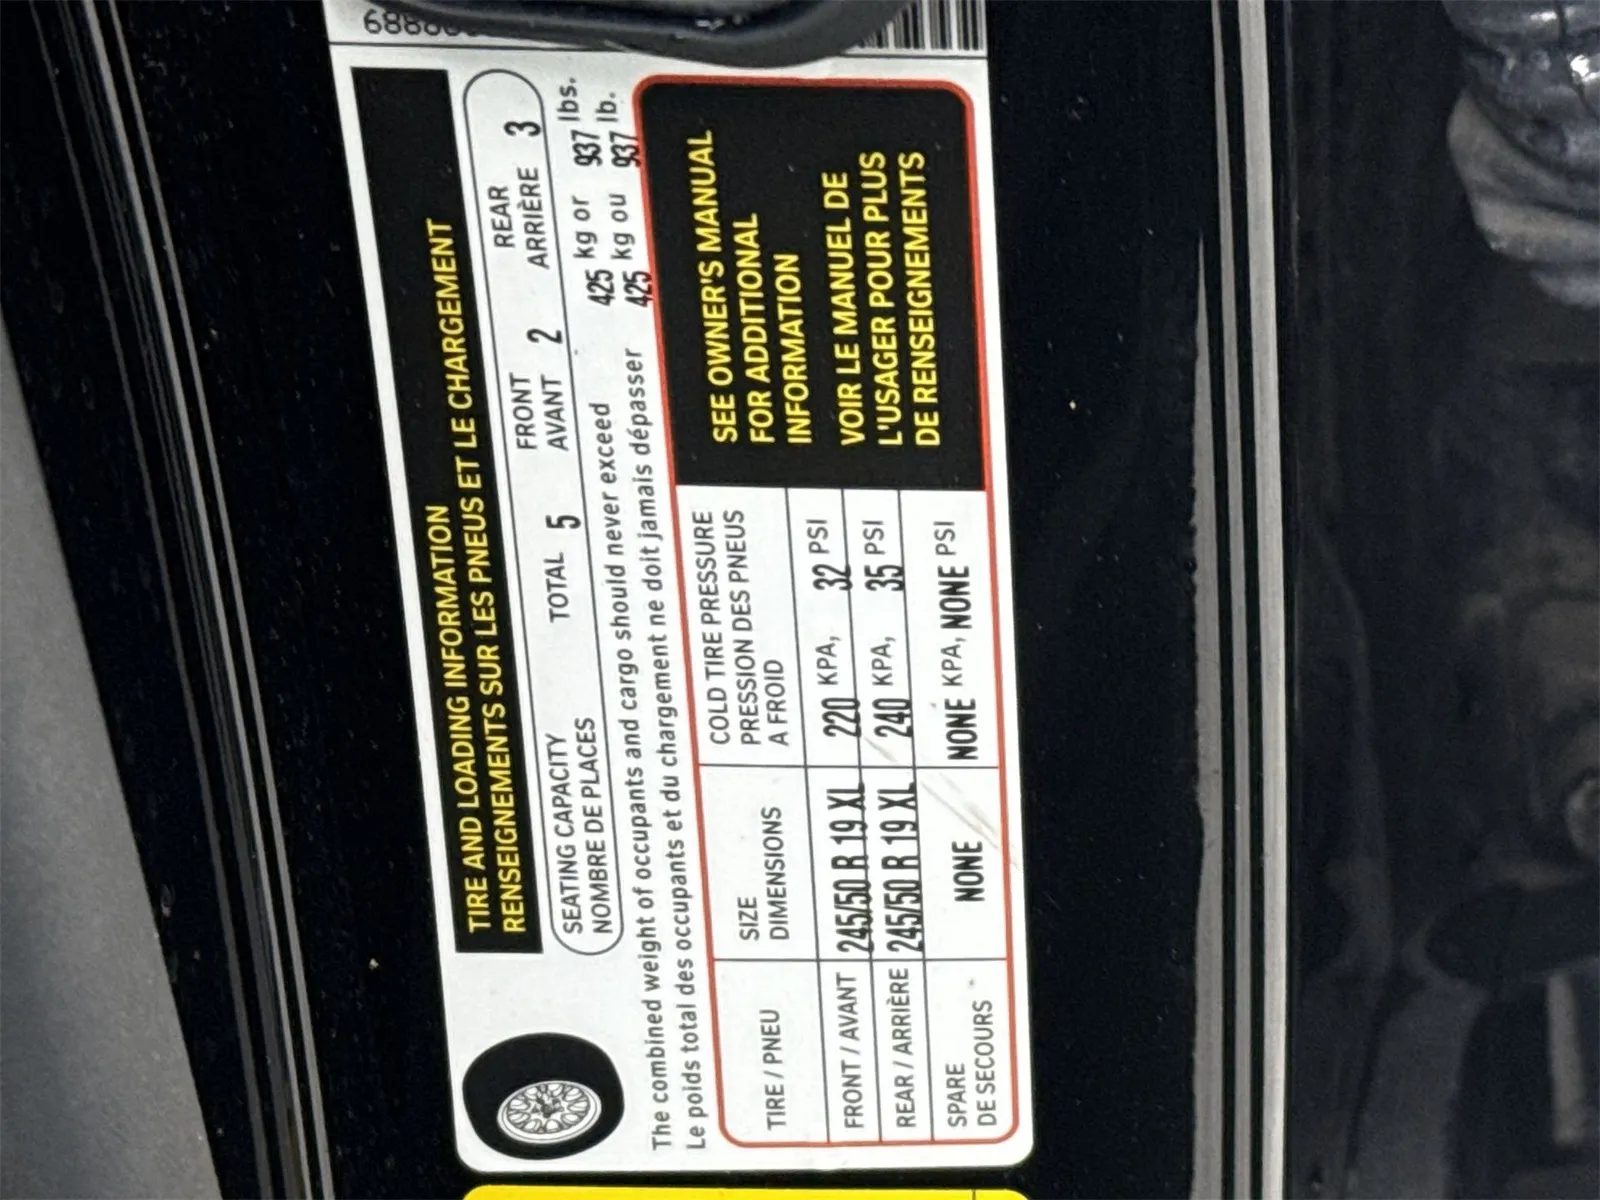 TIRE AND LOADING INFORMATION
RENSEIGNEMENTS SUR LES PNEUS ET LE CHARGEMENT
SEATING CAPACITY
NOMBRE DE PLACES
TOTAL 5
FRONT
AVANT 2
REAR
ARRIÈRE 3
The combined weight of occupants and cargo should never exceed 425 kg or 937 lbs.
Le poids total des occupants et du chargement ne doit jamais dépasser 425 kg ou 937 lb.
TIRE / PNEU
SIZE
DIMENSIONS
COLD TIRE PRESSURE
PRESSION DES PNEUS
A FROID
FRONT / AVANT 245/50 R 19 XL 220 KPA, 32 PSI
REAR / ARRIÈRE 245/50 R 19 XL 240 KPA, 35 PSI
SPARE
DE SECOURS
NONE NONE KPA, NONE PSI
SEE OWNER'S MANUAL
FOR ADDITIONAL
INFORMATION
VOIR LE MANUEL DE
L'USAGER POUR PLUS
DE RENSEIGNEMENTS